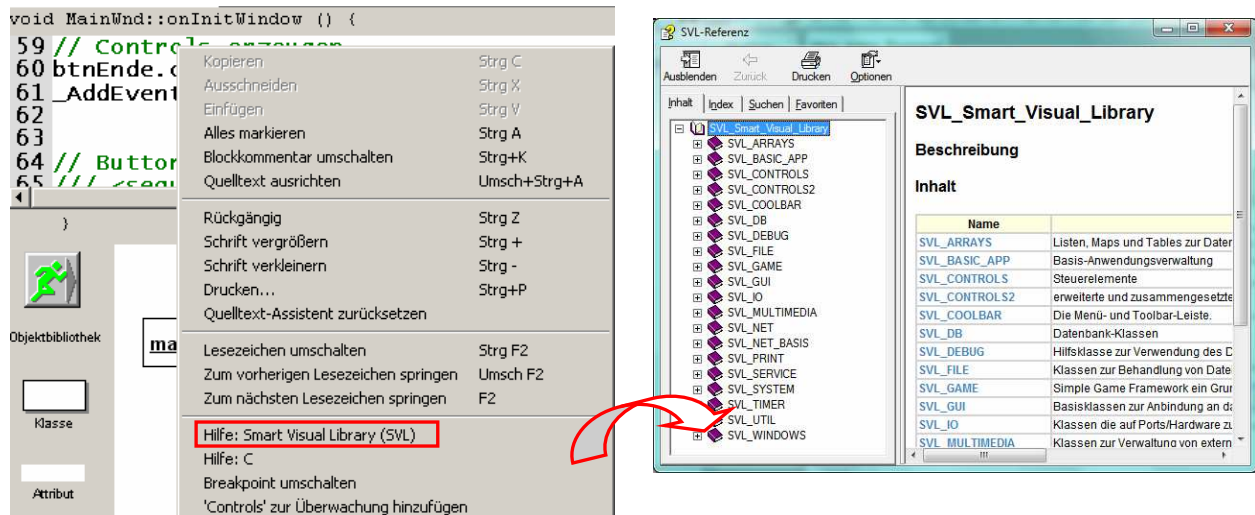 void MainWnd::onInitWindow () {
59 // Controls erzeugen
60 btnEnde.c
61 _AddEvent
62
63
64 // Buttor
65 /// <sequ
}
Objektbibliothek
ma
Klasse
Attribut
Kopieren Strg C
Ausschneiden Strg X
Einfügen Strg V
Alles markieren Strg A
Blockkommentar umschalten Strg+K
Quelltext ausrichten Umsch+Strg+A
Rückgängig Strg Z
Schrift vergrößern Strg +
Schrift verkleinern Strg -
Drucken... Strg+P
Quelltext-Assistent zurücksetzen
Lesezeichen umschalten Strg F2
Zum vorherigen Lesezeichen springen Umsch F2
Zum nächsten Lesezeichen springen F2
Hilfe: Smart Visual Library (SVL)
Hilfe: C
Breakpoint umschalten
'Controls' zur Überwachung hinzufügen
SVL-Referenz
Ausblenden Zurück Drucken Optionen
Inhalt Index Suchen Favoriten
SVL_Smart_Visual_Library
SVL_ARRAYS
SVL_BASIC_APP
SVL_CONTROLS
SVL_CONTROLS2
SVL_COOLBAR
SVL_DB
SVL_DEBUG
SVL_FILE
SVL_GAME
SVL_GUI
SVL_IO
SVL_MULTIMEDIA
SVL_NET
SVL_NET_BASIS
SVL_PRINT
SVL_SERVICE
SVL_SYSTEM
SVL_TIMER
SVL_UTIL
SVL_WINDOWS
SVL_Smart_Visual_Library
Beschreibung
Inhalt
Name
SVL_ARRAYS Listen, Maps und Tables zur Dater
SVL_BASIC_APP Basis-Anwendungsverwaltung
SVL_CONTROLS Steuerelemente
SVL_CONTROLS2 erweiterte und zusammengesetzte
SVL_COOLBAR Die Menü- und Toolbar-Leiste.
SVL_DB Datenbank-Klassen
SVL_DEBUG Hilfsklasse zur Verwendung des D
SVL_FILE Klassen zur Behandlung von Date
SVL_GAME Simple Game Framework ein Grur
SVL_GUI Basisklassen zur Anbindung an da
SVL_IO Klassen die auf Ports/Hardware zu
SVL_MULTIMEDIA Klassen zur Verwaltung von extern